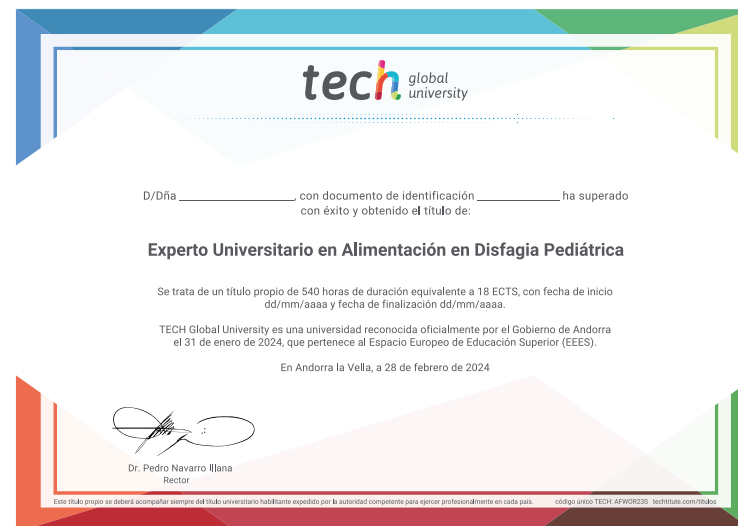 tech global university
D/Dña ____________________, con documento de identificación ______________ ha superado
con éxito y obtenido el título de:
Experto Universitario en Alimentación en Disfagia Pediátrica
Se trata de un título propio de 540 horas de duración equivalente a 18 ECTS, con fecha de inicio
dd/mm/aaaa y fecha de finalización dd/mm/aaaa.
TECH Global University es una universidad reconocida oficialmente por el Gobierno de Andorra
el 31 de enero de 2024, que pertenece al Espacio Europeo de Educación Superior (EEES).
En Andorra la Vella, a 28 de febrero de 2024
Dr. Pedro Navarro Illana
Rector
Este título propio se deberá acompañar siempre del título universitario habilitante expedido por la autoridad competente para ejercer profesionalmente en cada país. código único TECH: AFWOR23S techtitute.com/titulos